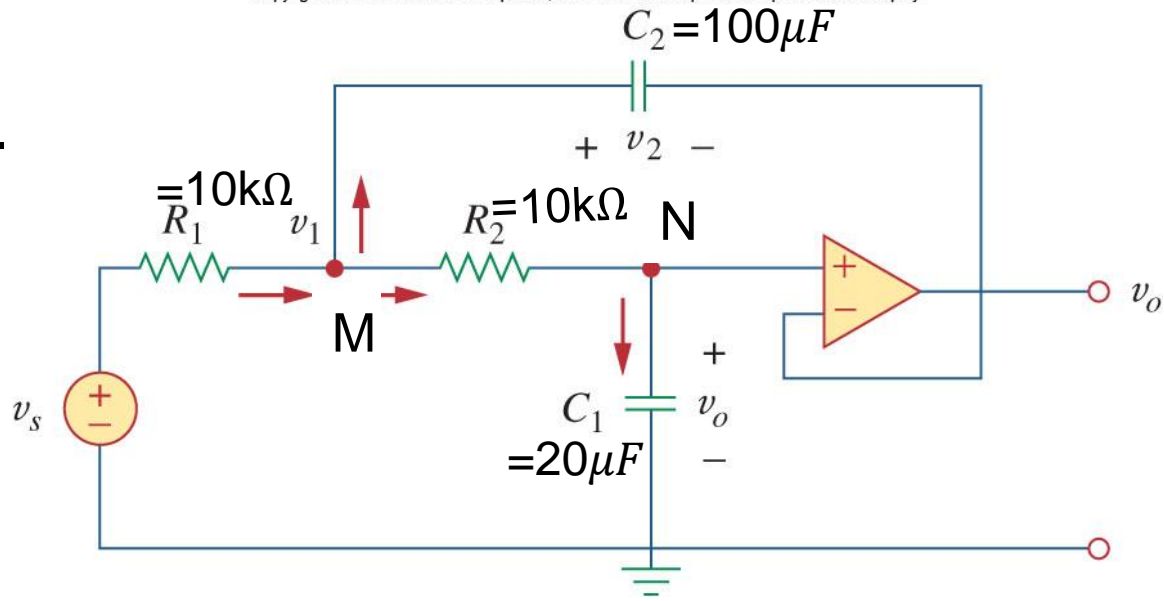 C₂ =100μF
+ v₂ −
=10kΩ
R₁
v₁
R₂ =10kΩ
N
M
+
−
vₒ
+
vₒ
−
C₁
=20μF
vₛ
+
−